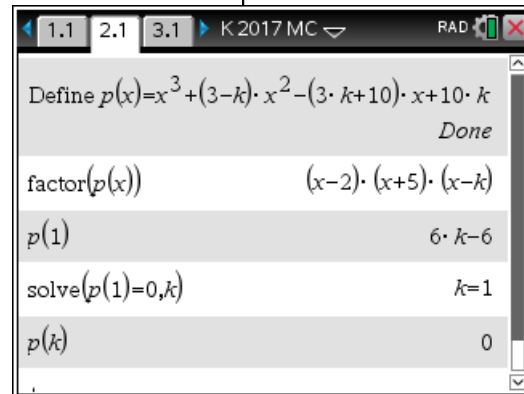 1.1 2.1 3.1 K 2017 MC RAD
Define p(x)=x^3+(3−k)·x^2−(3·k+10)·x+10·k
Done
factor(p(x)) (x−2)·(x+5)·(x−k)
p(1) 6·k−6
solve(p(1)=0,k) k=1
p(k) 0